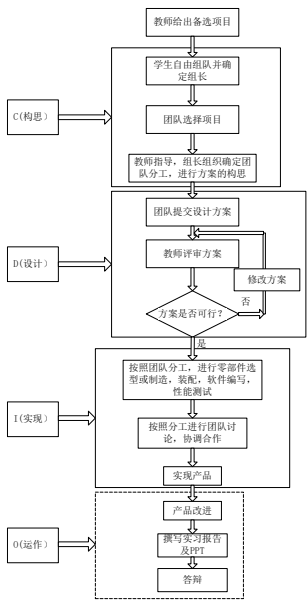 教师给出备选项目
学生自由组队并确
定组长
C(构思）
团队选择项目
教师指导，组长组织确定团
队分工，进行方案的构思
团队提交设计方案
教师评审方案
D(设计）
修改方案
否
方案是否可行？
是
按照团队分工，进行零部件选
型或制造，装配，软件编写，
性能测试
I(实现）
按照分工进行团队讨
论，协调合作
实现产品
产品改进
O(运作）
撰写实习报告
及PPT
答辩